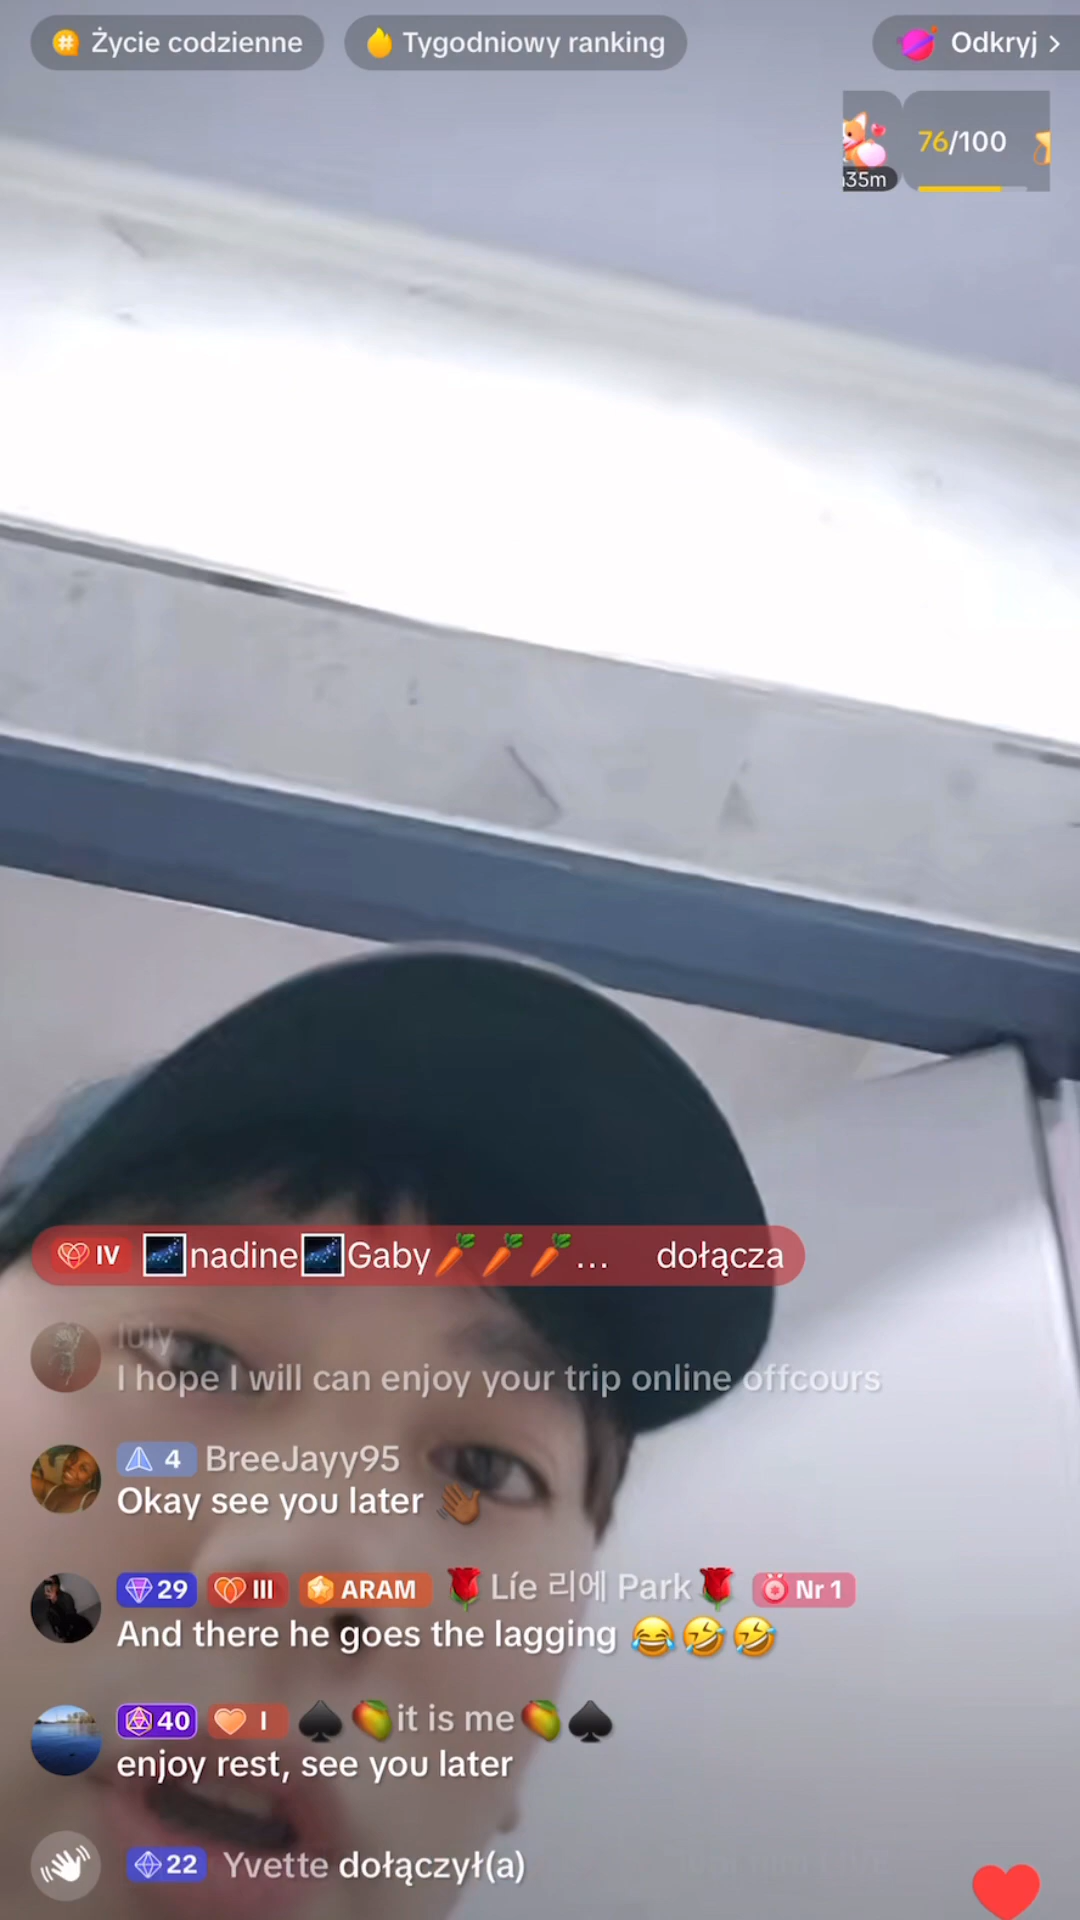 Życie codzienne
Tygodniowy ranking
Odkryj
76/100
35m
IV nadine Gaby🥕🥕🥕... dołącza
luly
I hope I will can enjoy your trip online offcours
4 BreeJayy95
Okay see you later 👋🏾
29 III ARAM 🌹Líe 리에 Park🌹 Nr 1
And there he goes the lagging 😂🤣🤣
40 I ♠️🥭it is me🥭♠️
enjoy rest, see you later
22 Yvette dołączył(a)